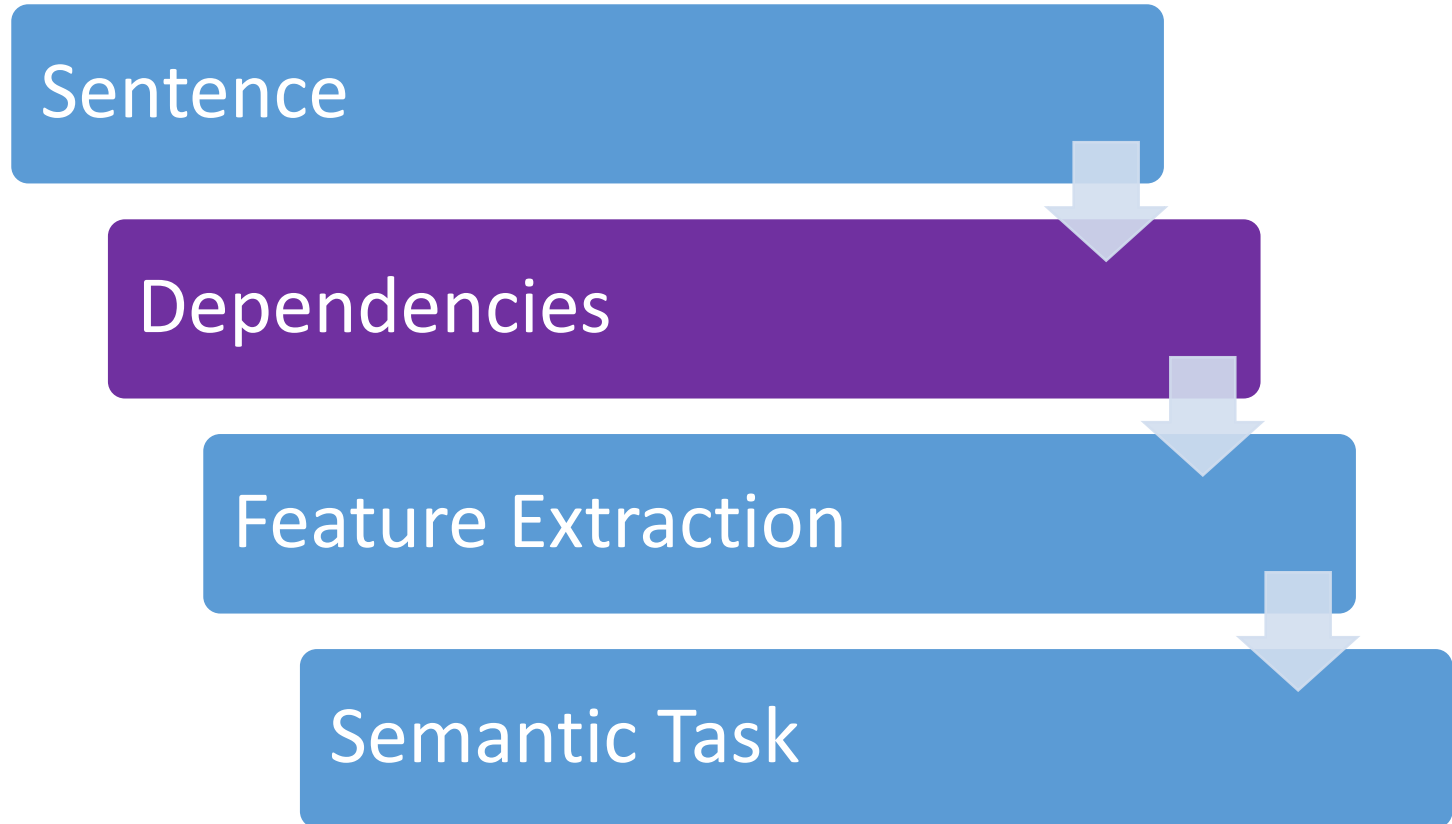 Sentence
Dependencies
Feature Extraction
Semantic Task